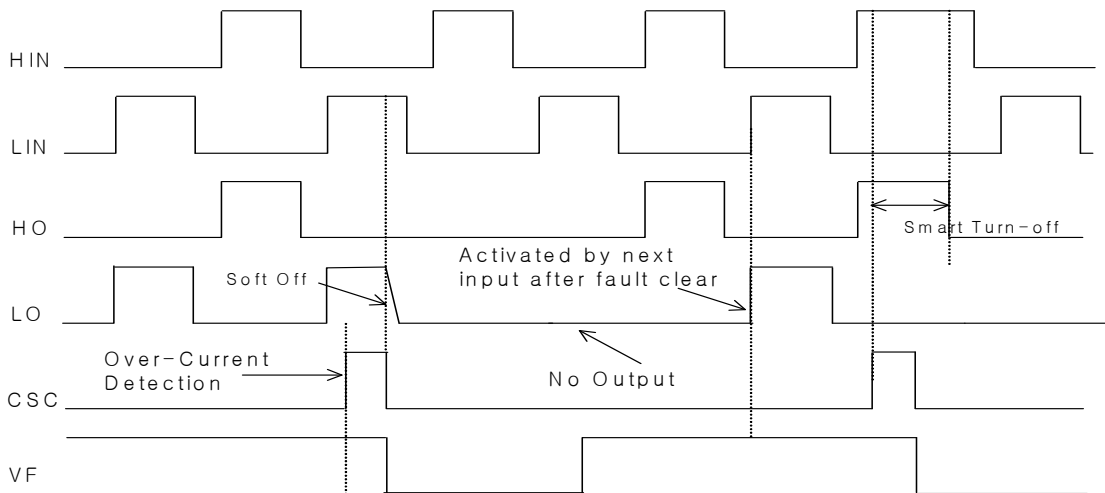 HIN
LIN
HO
Smart Turn-off
Activated by next
input after fault clear
Soft Off
LO
Over-Current
Detection
No Output
CSC
VF